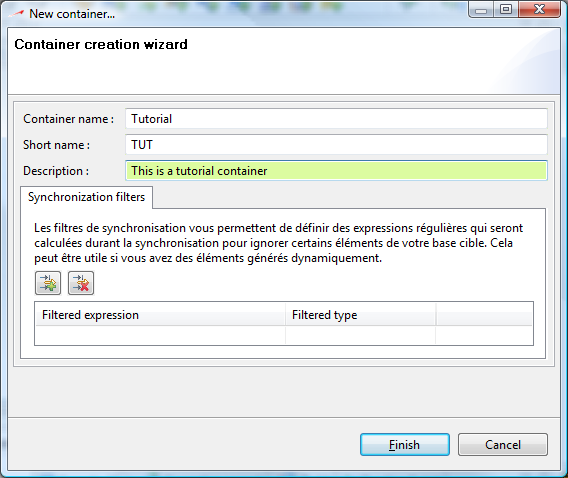 New container...
Container creation wizard
Container name : Tutorial
Short name : TUT
Description : This is a tutorial container
Synchronization filters
Les filtres de synchronisation vous permettent de définir des expressions régulières qui seront
calculées durant la synchronisation pour ignorer certains éléments de votre base cible. Cela
peut être utile si vous avez des éléments générés dynamiquement.
Filtered expression Filtered type
Finish Cancel